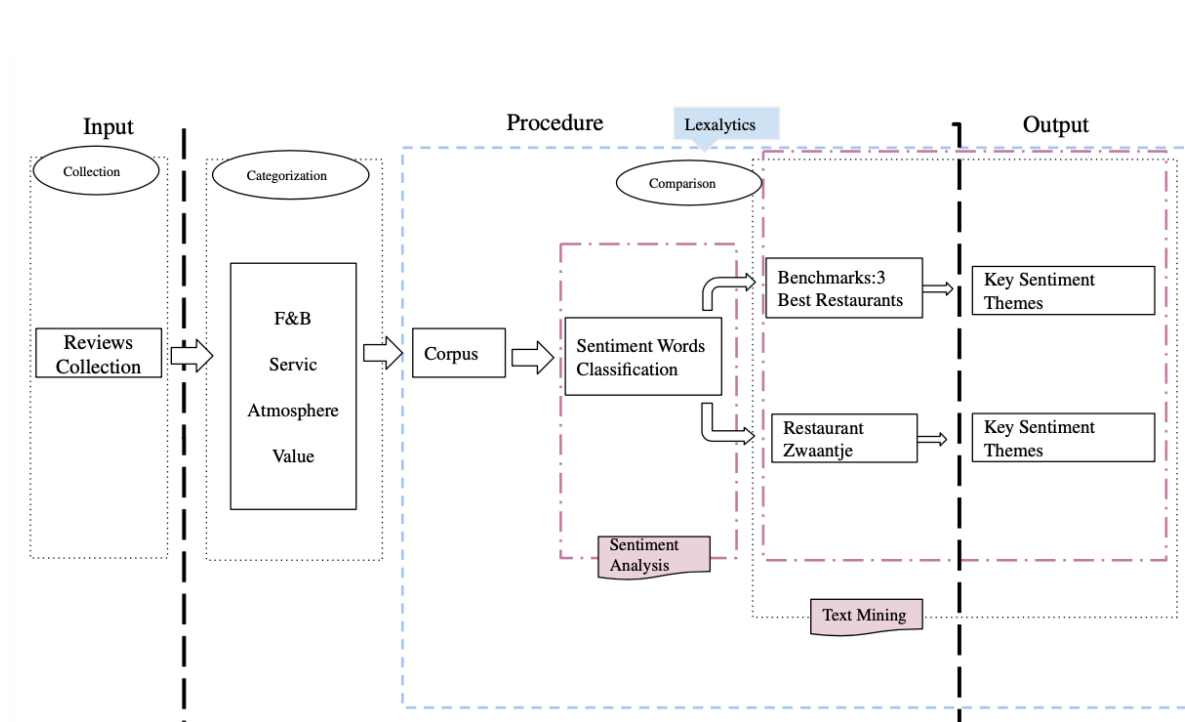 Input
Procedure
Lexalytics
Output
Collection
Categorization
Comparison
Reviews
Collection
F&B
Servic
Atmosphere
Value
Corpus
Sentiment Words
Classification
Benchmarks:3
Best Restaurants
Key Sentiment
Themes
Restaurant
Zwaantje
Key Sentiment
Themes
Sentiment
Analysis
Text Mining